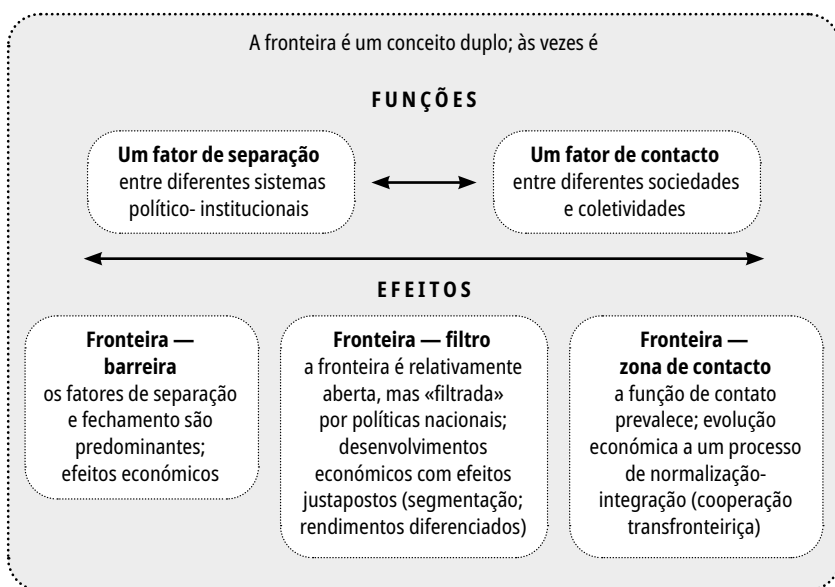 A fronteira é um conceito duplo; às vezes é
FUNÇÕES
Um fator de separação
entre diferentes sistemas
político- institucionais
Um fator de contacto
entre diferentes sociedades
e coletividades
EFEITOS
Fronteira —
barreira
os fatores de separação
e fechamento são
predominantes;
efeitos económicos
Fronteira — filtro
a fronteira é relativamente
aberta, mas «filtrada»
por políticas nacionais;
desenvolvimentos
económicos com efeitos
justapostos (segmentação;
rendimentos diferenciados)
Fronteira —
zona de contacto
a função de contato
prevalece; evolução
económica a um processo
de normalização-
integração (cooperação
transfronteiriça)